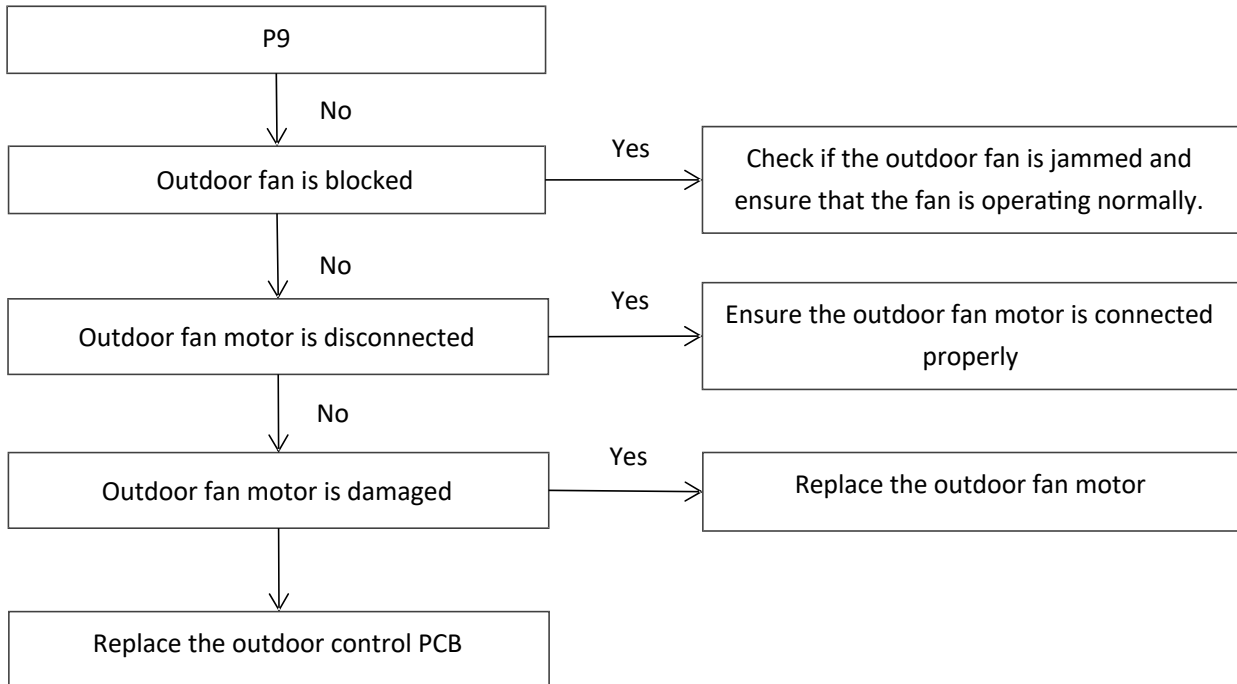 P9
No
Outdoor fan is blocked
Yes
Check if the outdoor fan is jammed and
ensure that the fan is operating normally.
No
Outdoor fan motor is disconnected
Yes
Ensure the outdoor fan motor is connected
properly
No
Outdoor fan motor is damaged
Yes
Replace the outdoor fan motor
Replace the outdoor control PCB